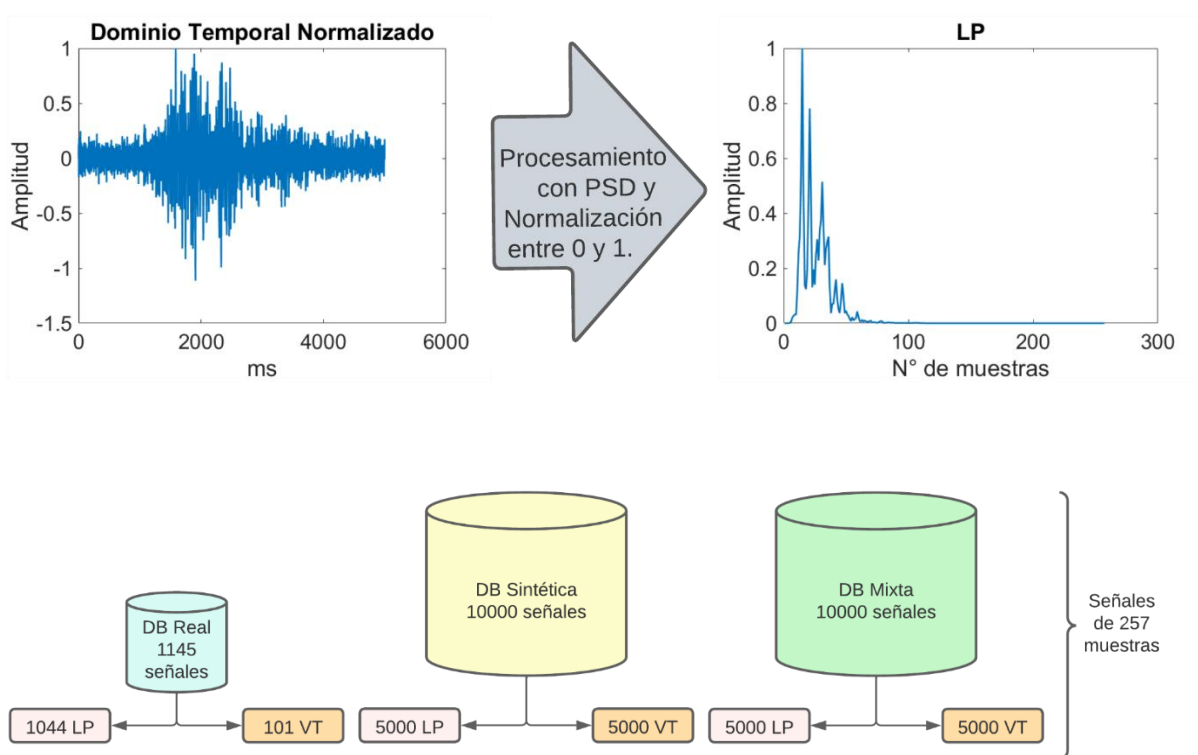 Dominio Temporal Normalizado
1
0.5
0
-0.5
-1
-1.5
Amplitud
0
2000
4000
6000
ms
Procesamiento
con PSD y
Normalización
entre 0 y 1.
LP
1
0.8
0.6
0.4
0.2
0
Amplitud
0
100
200
300
N° de muestras
DB Real
1145
señales
1044 LP
101 VT
DB Sintética
10000 señales
5000 LP
5000 VT
DB Mixta
10000 señales
5000 LP
5000 VT
Señales
de 257
muestras